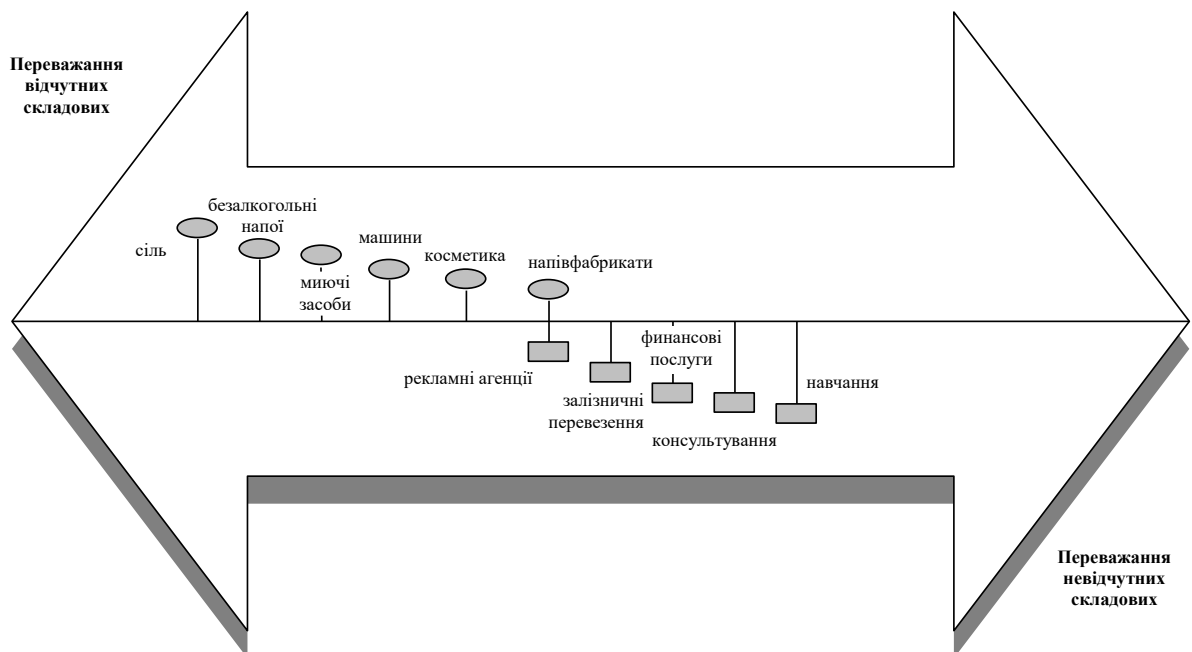 Переважання
відчутних
складових
безалкогольні
напої
сіль
миючі
засоби
машини
косметика
напівфабрикати
рекламні агенції
залізничні
перевезення
финансові
послуги
консультування
навчання
Переважання
невідчутних
складових